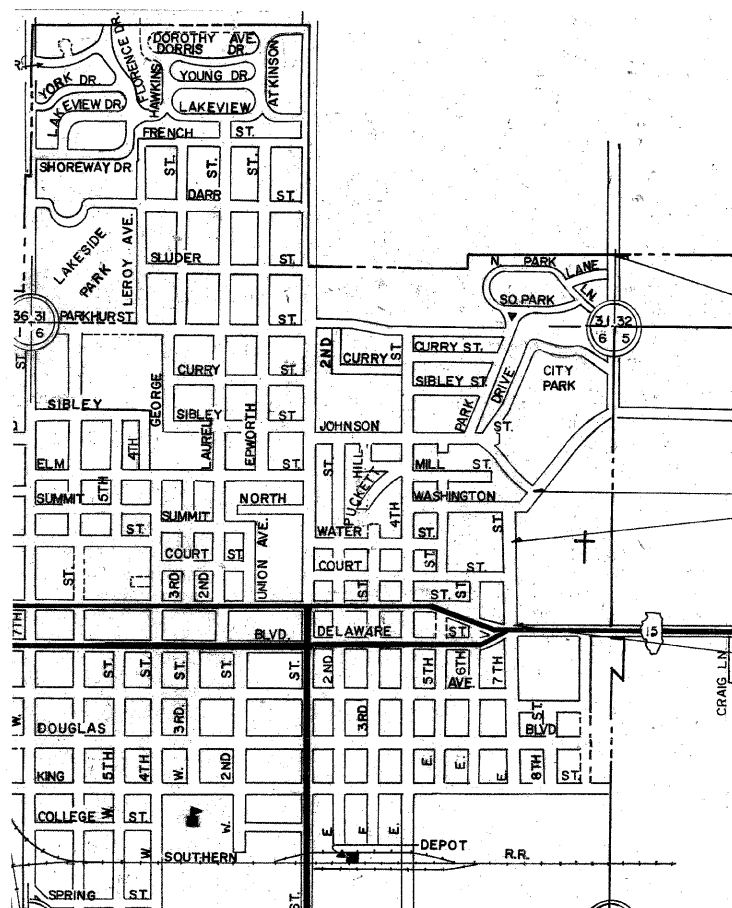 FLORENCE DR.
DOROTHY AVE.
DORRIS DR.
HAWKINS
ATKINSON
YORK DR
YOUNG DR.
LAKEVIEW DR.
LAKEVIEW
FRENCH ST.
SHOREWAY DR
ST.
ST.
ST.
DARR ST.
LAKESIDE PARK
LEROY AVE.
SLUDER ST.
N. PARK LANE
LN.
SO. PARK
36 31
6
PARKHURST ST.
31 32
6 5
ST.
2ND
CURRY ST
CURRY ST.
CURRY ST.
SIBLEY ST.
CITY
PARK
PARK DRIVE
SIBLEY
GEORGE
SIBLEY ST.
LAUREL
EPWORTH
JOHNSON ST.
4TH
ELM ST.
ST.
HILL
PUCKETT
MILL ST.
SUMMIT
5TH
NORTH
WASHINGTON
4TH
ST.
SUMMIT
ST.
UNION AVE.
WATER ST.
COURT ST.
COURT ST.
ST.
ST.
3RD
2ND
ST.
ST. ST.
7TH
BLVD.
DELAWARE ST.
15
ST.
ST.
ST.
ST.
ST.
2ND
5TH
6TH
7TH
AVE
CRAIG LN.
W.
DOUGLAS
3RD.
3RD
ST.
BLVD
KING
5TH
4TH
W.
2ND
E.
E.
E.
8TH
ST.
COLLEGE ST.
W.
W.
E.
E.
E.
W
SOUTHERN R.R.
DEPOT
SPRING ST.
ST.